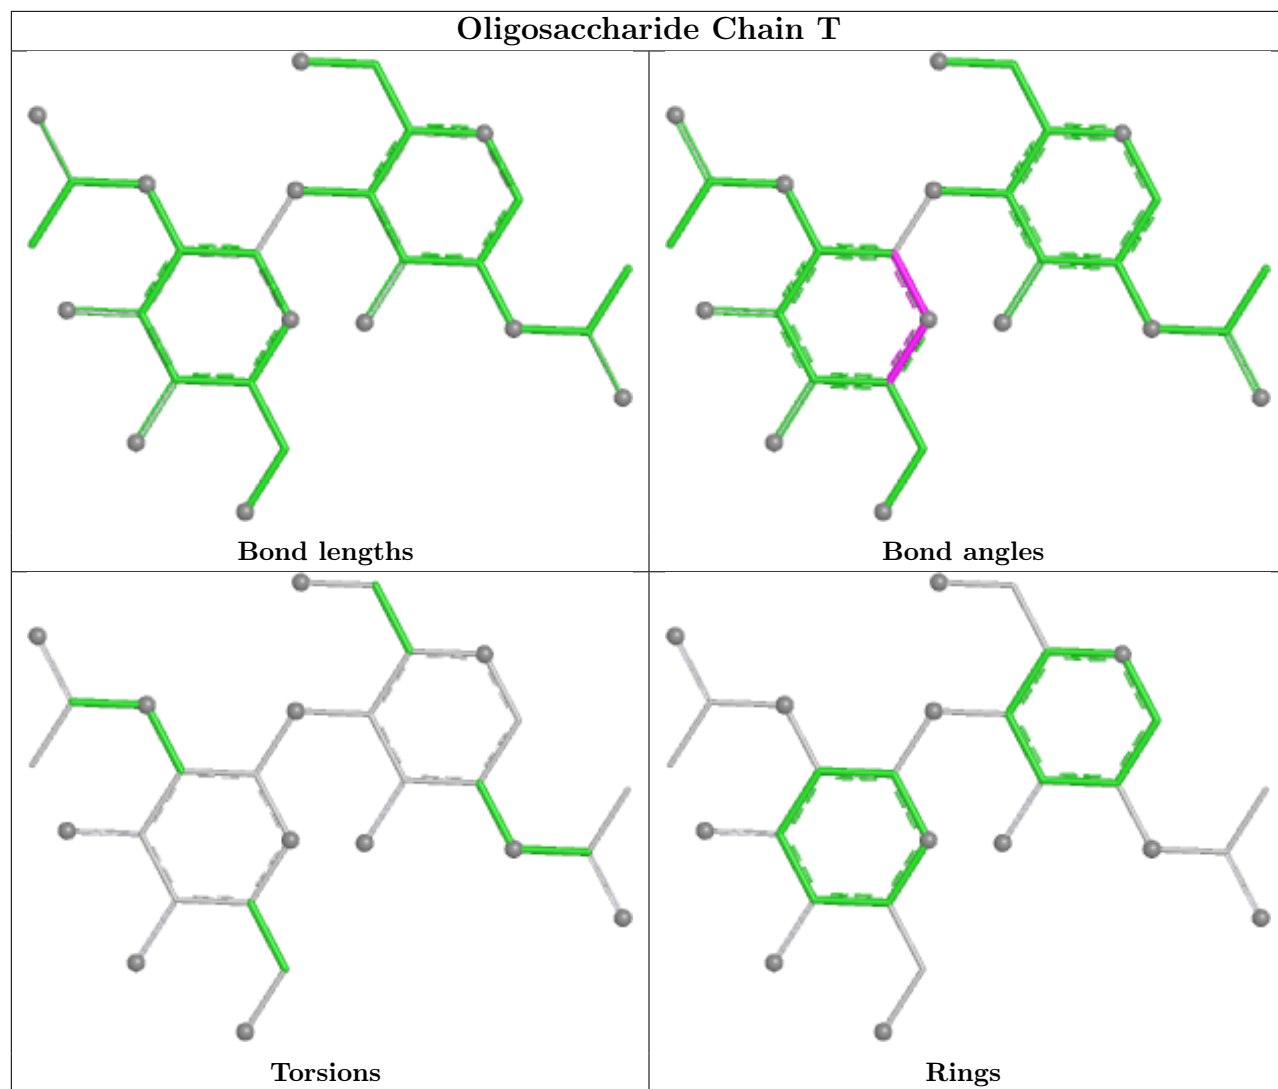 Oligosaccharide Chain T
Bond lengths
Bond angles
Torsions
Rings